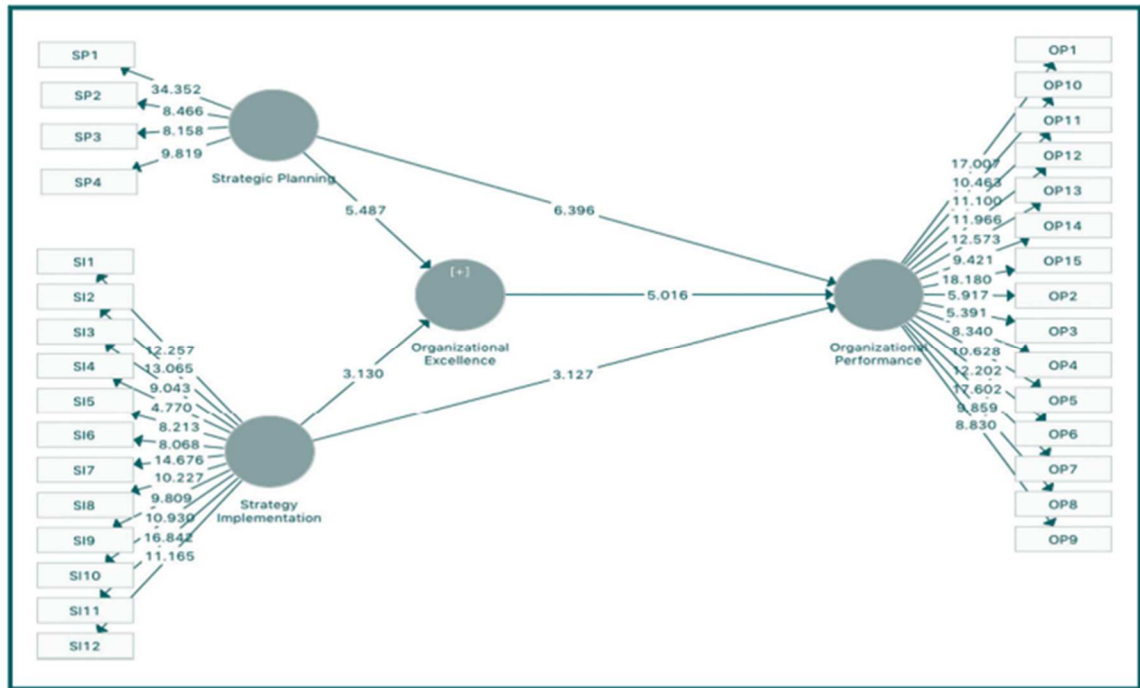 SP1
SP2
SP3
SP4
34.352
8.466
8.158
9.819
Strategic Planning
5.487
6.396
SI1
SI2
SI3
SI4
SI5
SI6
SI7
SI8
SI9
SI10
SI11
SI12
12.257
13.065
9.043
4.770
8.213
8.068
14.676
10.227
9.809
10.930
16.842
11.165
Strategy
Implementation
3.130
3.127
[+]
Organizational
Excellence
5.016
Organizational
Performance
17.007
10.463
11.100
11.966
12.573
9.421
18.180
5.917
5.391
8.340
10.628
12.202
17.602
9.859
8.830
OP1
OP10
OP11
OP12
OP13
OP14
OP15
OP2
OP3
OP4
OP5
OP6
OP7
OP8
OP9